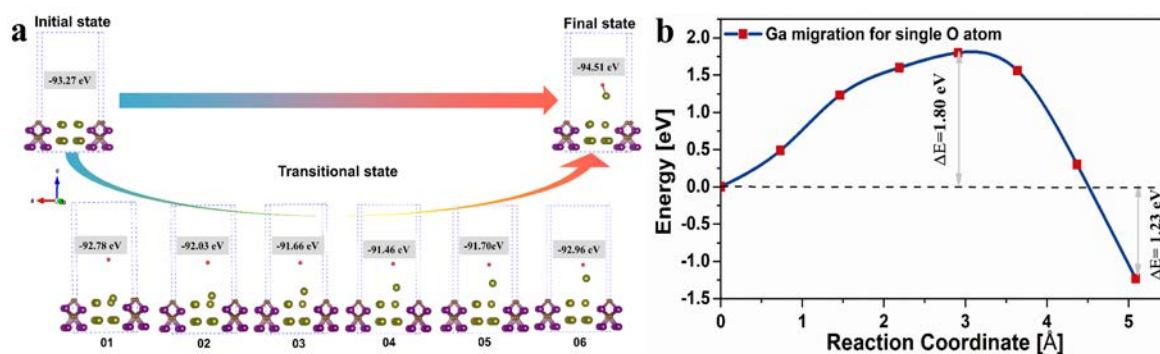 a
Initial state
Final state
-93.27 eV
-94.51 eV
Transitional state
-92.78 eV
-92.03 eV
-91.66 eV
-91.46 eV
-91.70eV
-92.96 eV
01
02
03
04
05
06
b
Ga migration for single O atom
Energy [eV]
2.0
1.5
1.0
0.5
0.0
-0.5
-1.0
-1.5
ΔE=1.80 eV
ΔE= 1.23 eV
0 1 2 3 4 5
Reaction Coordinate [Å]